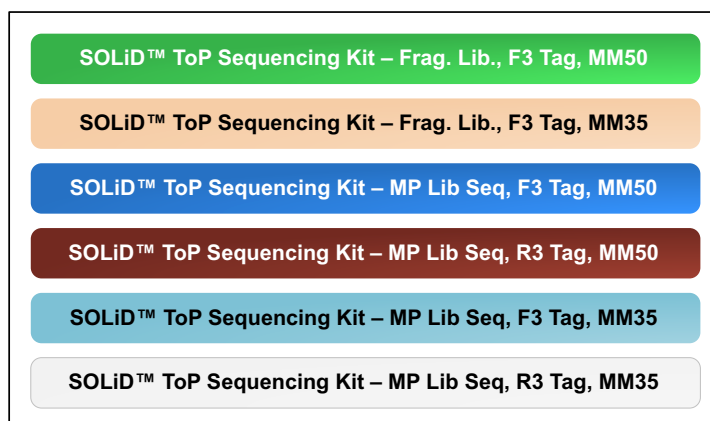 SOLiD™ ToP Sequencing Kit – Frag. Lib., F3 Tag, MM50
SOLiD™ ToP Sequencing Kit – Frag. Lib., F3 Tag, MM35
SOLiD™ ToP Sequencing Kit – MP Lib Seq, F3 Tag, MM50
SOLiD™ ToP Sequencing Kit – MP Lib Seq, R3 Tag, MM50
SOLiD™ ToP Sequencing Kit – MP Lib Seq, F3 Tag, MM35
SOLiD™ ToP Sequencing Kit – MP Lib Seq, R3 Tag, MM35